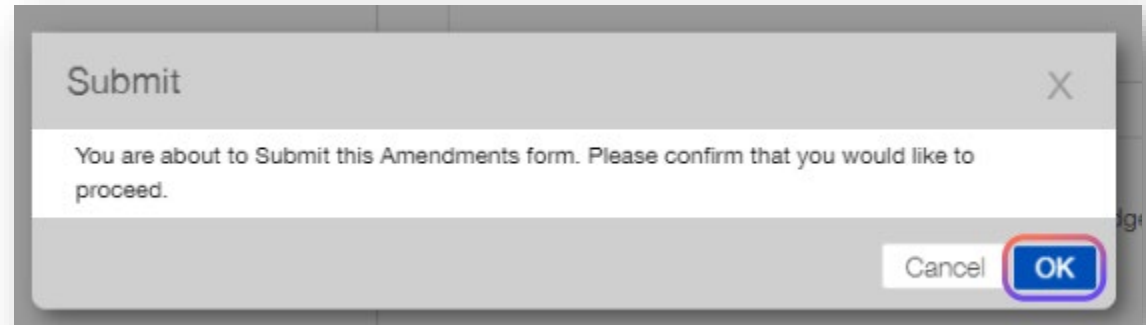 Submit
X
You are about to Submit this Amendments form. Please confirm that you would like to
proceed.
Cancel
OK